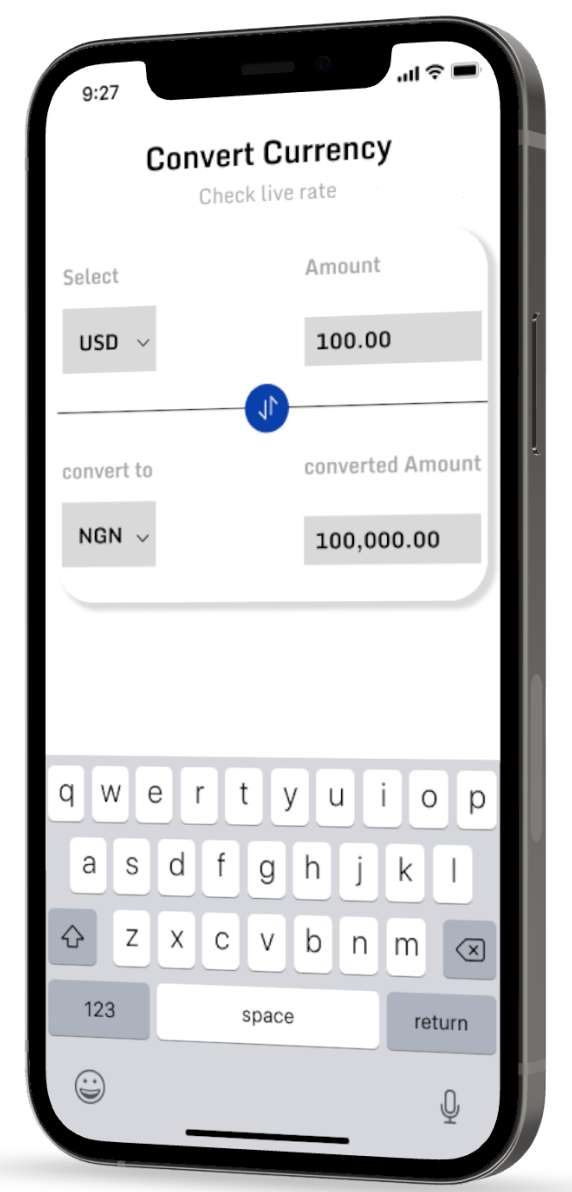 9:27
Convert Currency
Check live rate
Select Amount
USD 100.00
convert to converted Amount
NGN 100,000.00
q w e r t y u i o p
a s d f g h j k l
z x c v b n m
123 space return